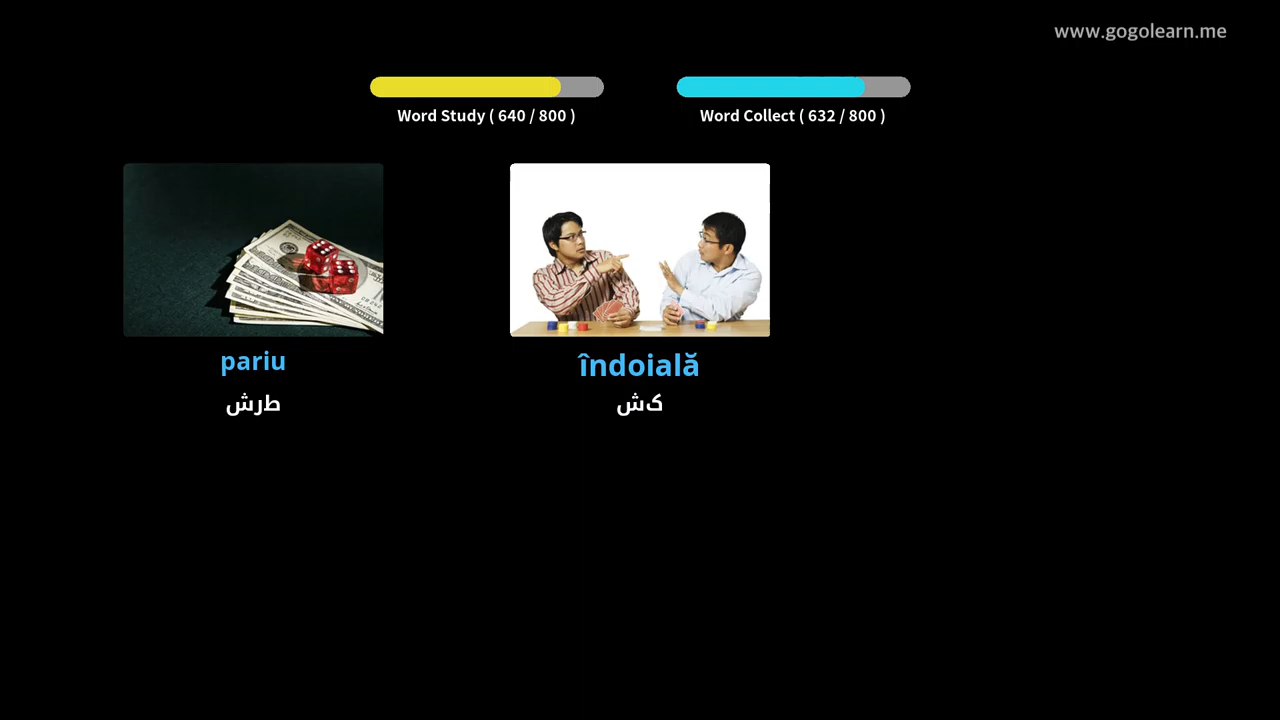 www.gogolearn.me
Word Study ( 640 / 800 )
Word Collect ( 632 / 800 )
pariu
طرش
îndoială
کش